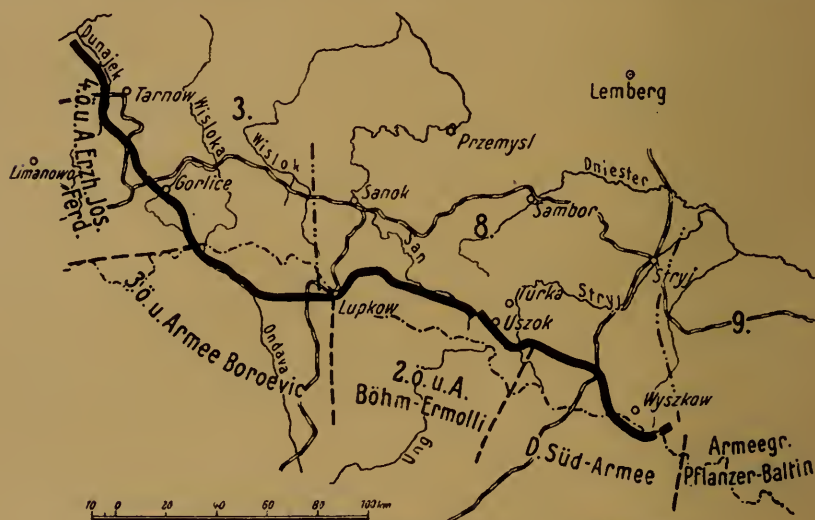 Dunajek
Tarnow
4.ö.u.A.Erzh.Jos.
Ferd.
Limanowo
Gorlice
Wisloka
3.
Wislok
Sanok
San
Przemysl
Lemberg
Dniester
Sambor
8.
Stryj
Stryj
Turka
Uszok
9.
Lupkow
3.ö.u.Armee Boroevic
Ondava
2.ö.u.A.
Böhm-Ermolli
Ung
Wyszkow
D.Süd-Armee
Armeegr.
Pflanzer-Baltin
10 0 20 40 60 80 100 km